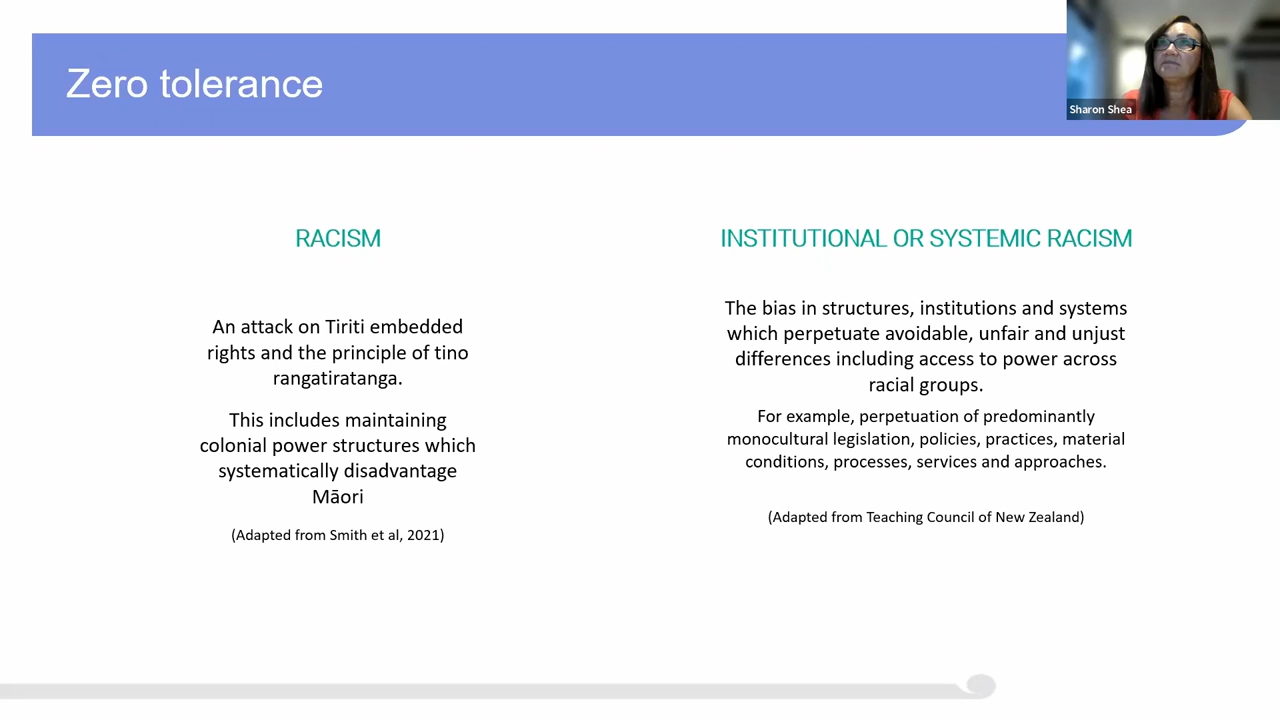 Zero tolerance
Sharon Shea
RACISM
An attack on Tiriti embedded
rights and the principle of tino
rangatiratanga.
This includes maintaining
colonial power structures which
systematically disadvantage
Māori
(Adapted from Smith et al, 2021)
INSTITUTIONAL OR SYSTEMIC RACISM
The bias in structures, institutions and systems
which perpetuate avoidable, unfair and unjust
differences including access to power across
racial groups.
For example, perpetuation of predominantly
monocultural legislation, policies, practices, material
conditions, processes, services and approaches.
(Adapted from Teaching Council of New Zealand)